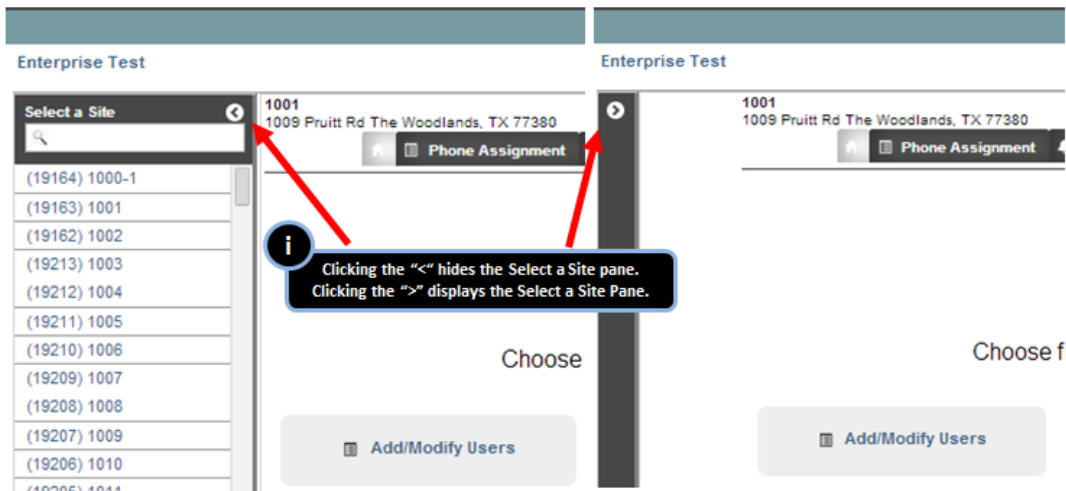 Enterprise Test
Select a Site
(19164) 1000-1
(19163) 1001
(19162) 1002
(19213) 1003
(19212) 1004
(19211) 1005
(19210) 1006
(19209) 1007
(19208) 1008
(19207) 1009
(19206) 1010
(19205) 1011
1001
1009 Pruitt Rd The Woodlands, TX 77380
Phone Assignment
i
Clicking the “<” hides the Select a Site pane.
Clicking the “>” displays the Select a Site Pane.
Choose
Add/Modify Users
Enterprise Test
1001
1009 Pruitt Rd The Woodlands, TX 77380
Phone Assignment
Choose f
Add/Modify Users